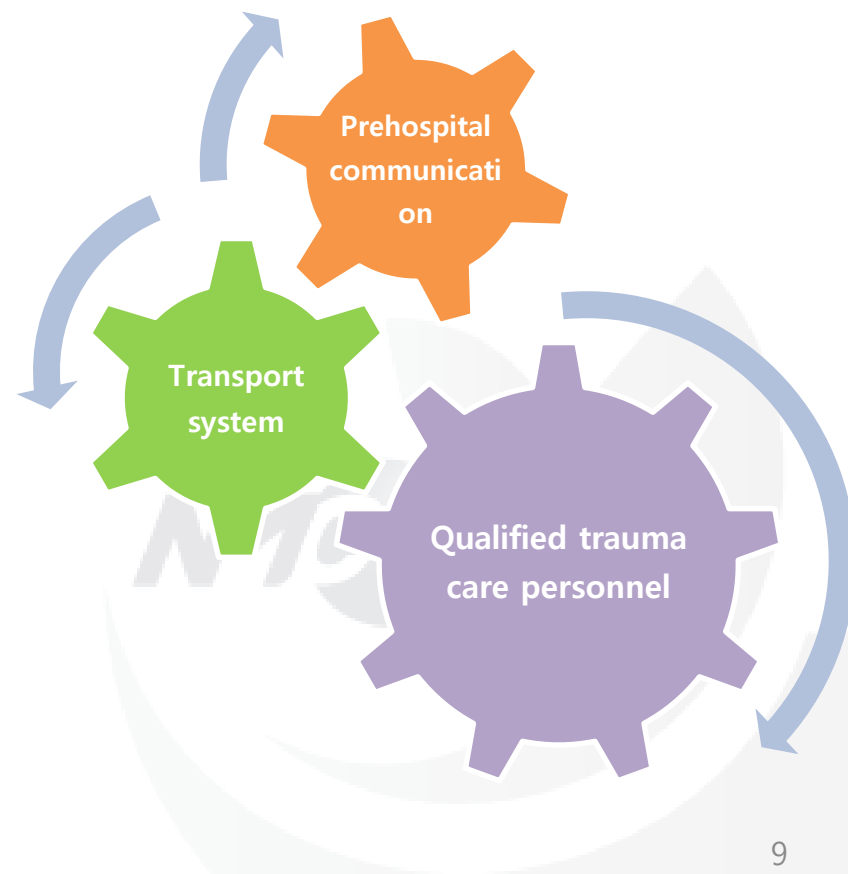 Prehospital
communicati
on
Transport
system
Qualified trauma
care personnel
9